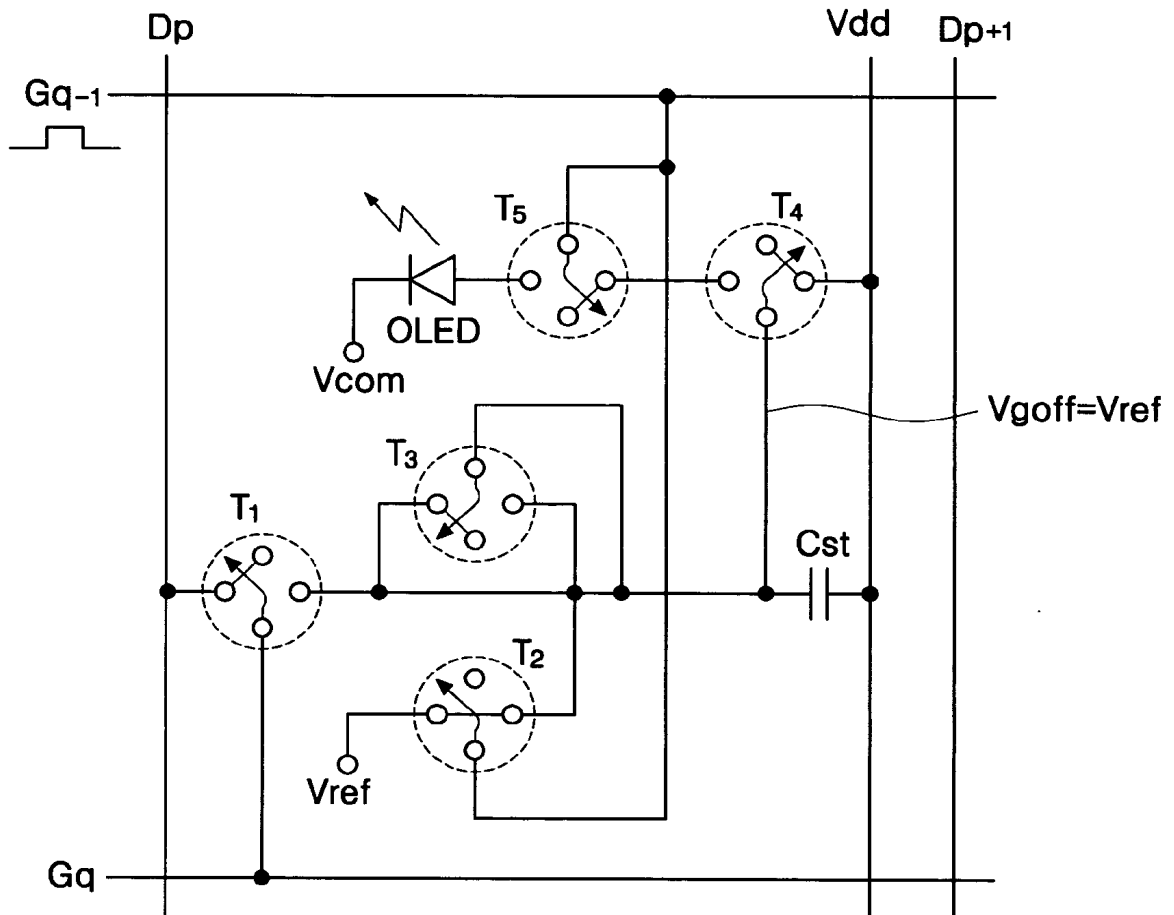 Dp
Vdd
Dp+1
Gq-1
T5
T4
OLED
Vcom
Vgoff=Vref
T3
T1
Cst
T2
Vref
Gq